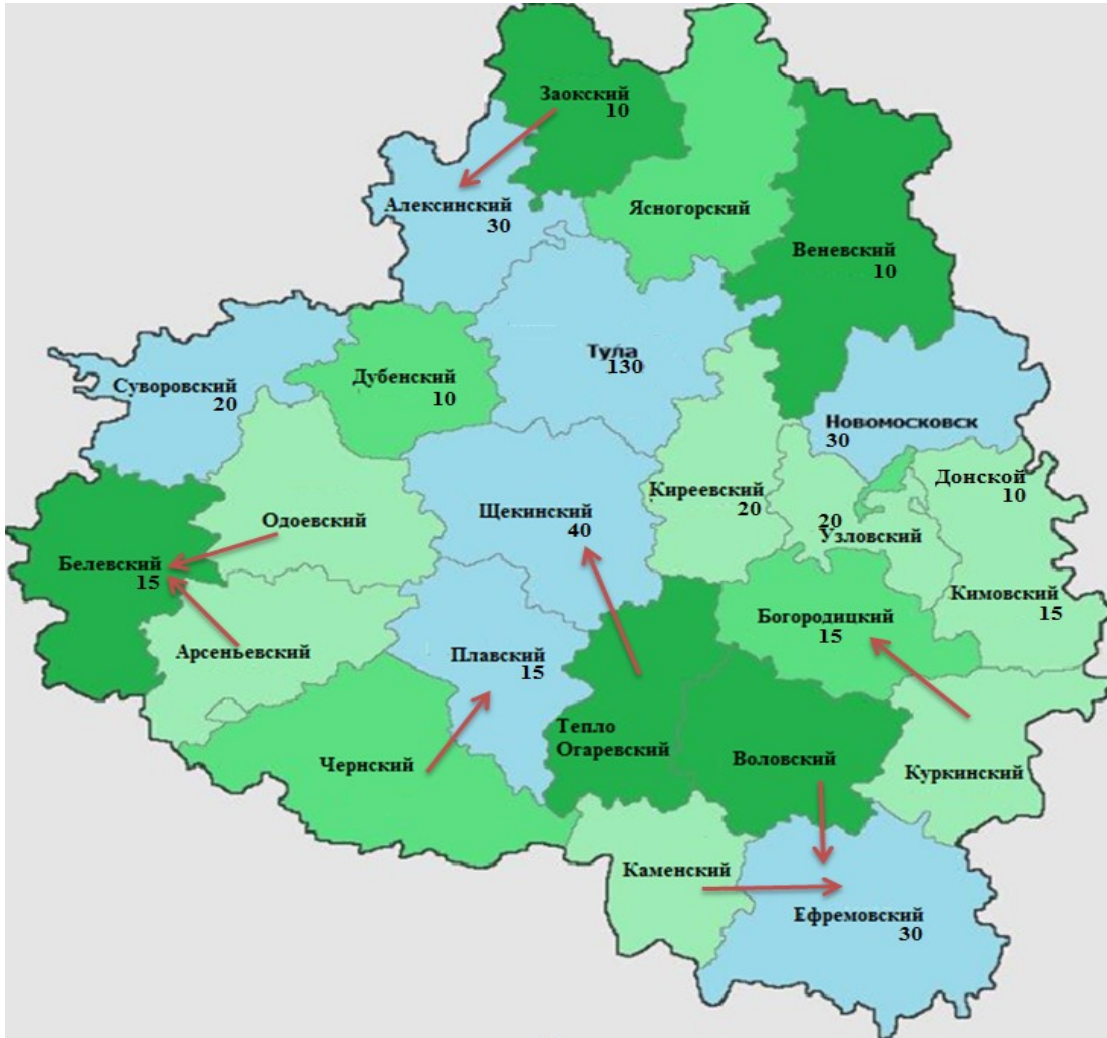 Заокский
10
Алексинский
30
Ясногорский
Веневский
10
Тула
130
Суворовский
20
Дубенский
10
Новомосковск
30
Донской
10
Киреевский
20
Щекинский
40
Одоевский
20
Узловский
Белевский
15
Кимовский
15
Богородицкий
15
Арсеньевский
Плавский
15
Тепло
Огаревский
Воловский
Чернский
Куркинский
Каменский
Ефремовский
30